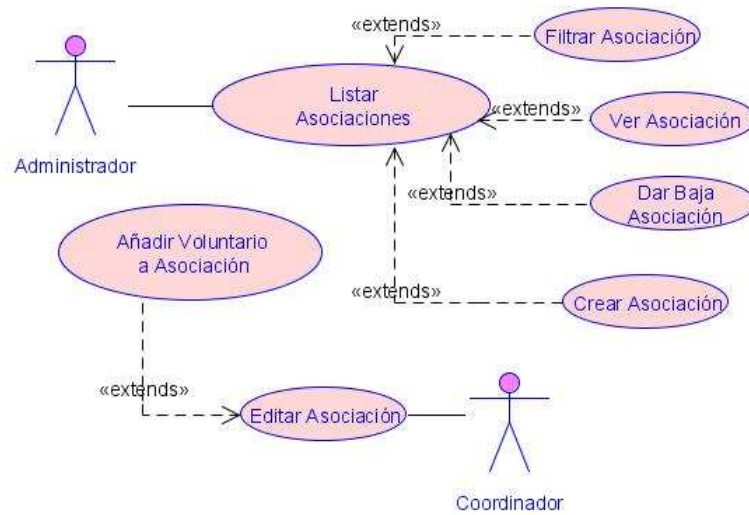 «extends»
Filtrar Asociación
Listar
Asociaciones
«extends»
Ver Asociación
Administrador
«extends»
Dar Baja
Asociación
Añadir Voluntario
a Asociación
«extends»
Crear Asociación
«extends»
Editar Asociación
Coordinador